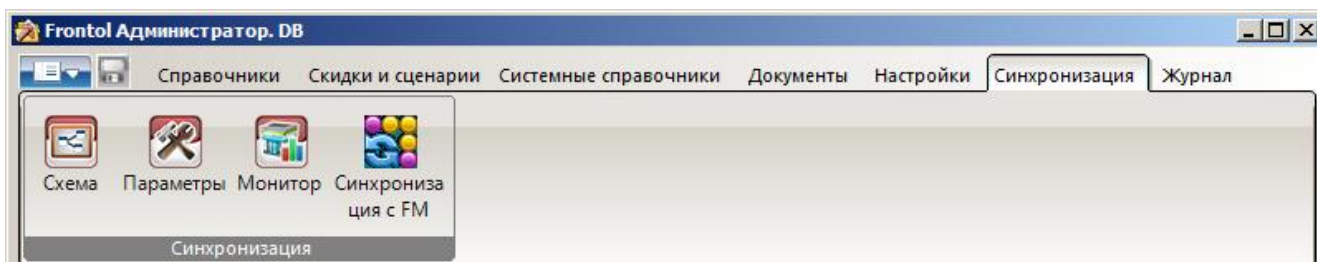 Frontol Администратор. DB
Справочники Скидки и сценарии Системные справочники Документы Настройки Синхронизация Журнал
Схема Параметры Монитор Синхрониза
ция с FM
Синхронизация